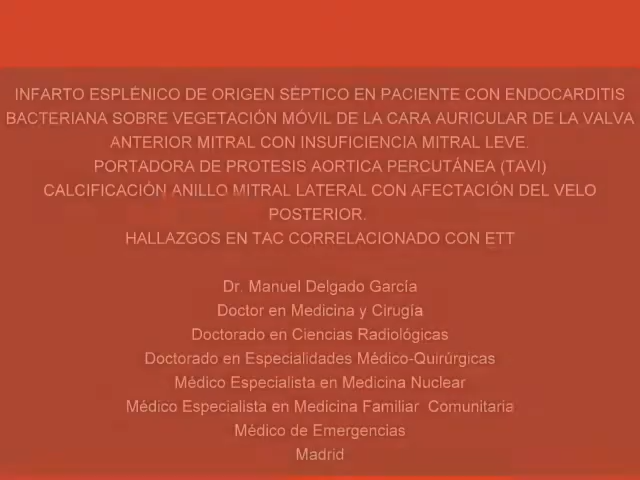 INFARTO ESPLÉNICO DE ORIGEN SÉPTICO EN PACIENTE CON ENDOCARDITIS
BACTERIANA SOBRE VEGETACIÓN MÓVIL DE LA CARA AURICULAR DE LA VALVA
ANTERIOR MITRAL CON INSUFICIENCIA MITRAL LEVE.
PORTADORA DE PROTESIS AORTICA PERCUTÁNEA (TAVI)
CALCIFICACIÓN ANILLO MITRAL LATERAL CON AFECTACIÓN DEL VELO
POSTERIOR.
HALLAZGOS EN TAC CORRELACIONADO CON ETT
Dr. Manuel Delgado García
Doctor en Medicina y Cirugía
Doctorado en Ciencias Radiológicas
Doctorado en Especialidades Médico-Quirúrgicas
Médico Especialista en Medicina Nuclear
Médico Especialista en Medicina Familiar Comunitaria
Médico de Emergencias
Madrid